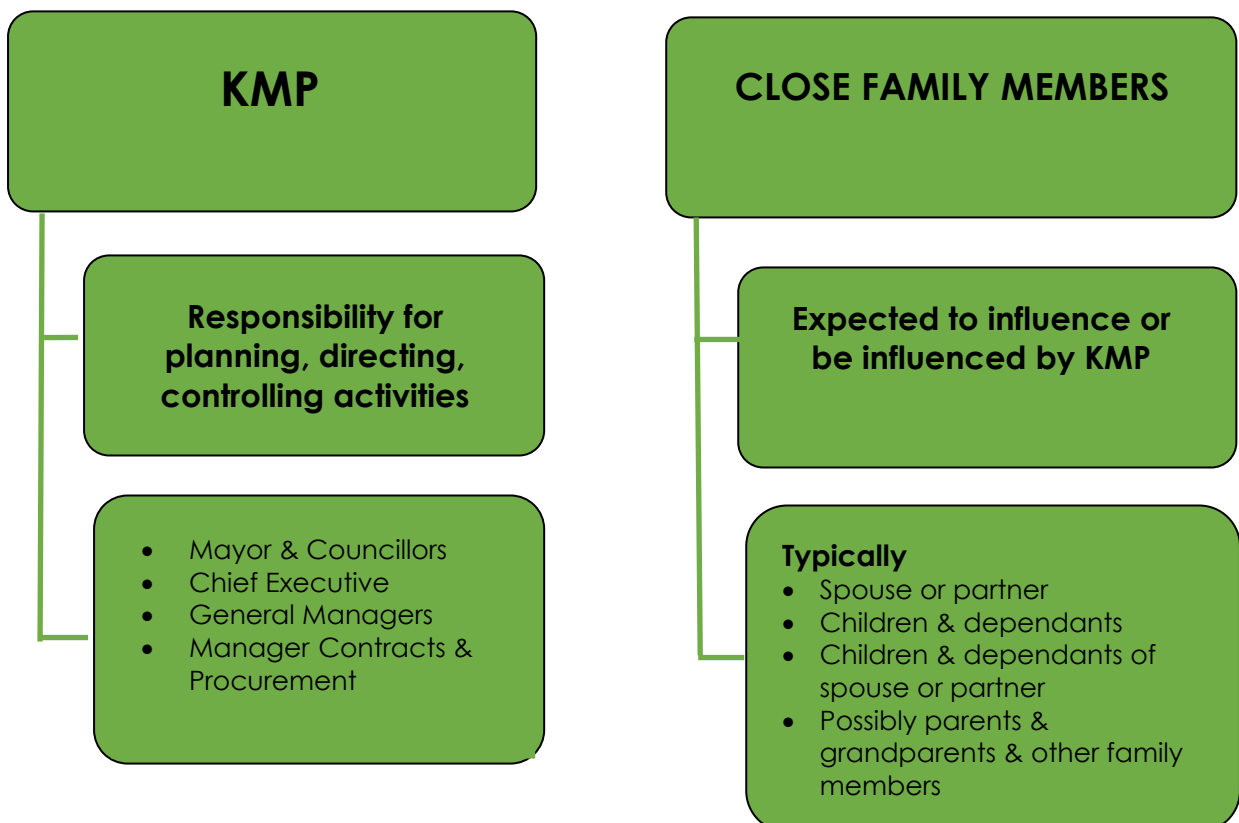 KMP
Responsibility for
planning, directing,
controlling activities
• Mayor & Councillors
• Chief Executive
• General Managers
• Manager Contracts &
Procurement
CLOSE FAMILY MEMBERS
Expected to influence or
be influenced by KMP
Typically
• Spouse or partner
• Children & dependants
• Children & dependants of
spouse or partner
• Possibly parents &
grandparents & other family
members